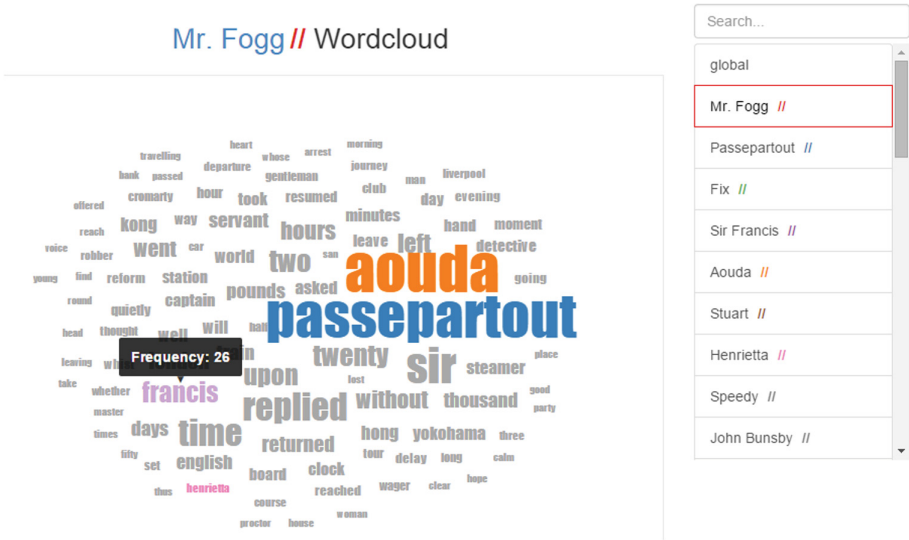 Mr. Fogg // Wordcloud
heart
morning
travelling
whose
arrest
departure
journey
hank
passed
gentleman
man
liverpool
cromarty
hour
took
resumed
club
day
evening
offered
kong
way
servant
hours
minutes
hand
moment
reach
voice
robber
went
car
world
two
san
leave
left
detective
aouda
young
find
reform
station
pounds
asked
going
round
quietly
captain
passepartout
head
thought
well
will
half
leaving
Frequency: 26
twenty
sir
steamer
place
take
whether
francis
upon
lost
good
master
replied
without
thousand
party
times
days
time
returned
hong
yokohama
three
fifty
set
english
board
clock
tour
delay
long
calm
thus
henrietta
reached
wager
clear
hope
course
proctor
house
woman
Search...
global
Mr. Fogg //
Passepartout //
Fix //
Sir Francis //
Aouda //
Stuart //
Henrietta //
Speedy //
John Bunsby //